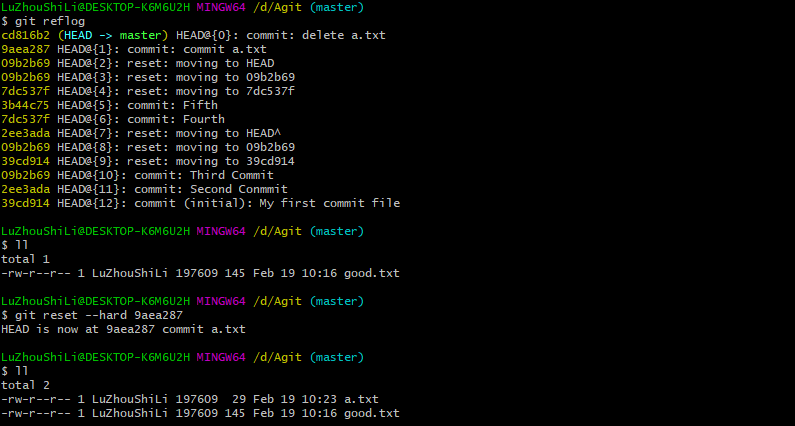 LuZhouShiLi@DESKTOP-K6M6U2H MINGW64 /d/Agit (master)
$ git reflog
cd816b2 (HEAD -> master) HEAD@{0}: commit: delete a.txt
9aea287 HEAD@{1}: commit: commit a.txt
09b2b69 HEAD@{2}: reset: moving to HEAD
09b2b69 HEAD@{3}: reset: moving to 09b2b69
7dc537f HEAD@{4}: reset: moving to 7dc537f
3b44c75 HEAD@{5}: commit: Fifth
7dc537f HEAD@{6}: commit: Fourth
2ee3ada HEAD@{7}: reset: moving to HEAD^
09b2b69 HEAD@{8}: reset: moving to 09b2b69
39cd914 HEAD@{9}: reset: moving to 39cd914
09b2b69 HEAD@{10}: commit: Third Commit
2ee3ada HEAD@{11}: commit: Second Conmmit
39cd914 HEAD@{12}: commit (initial): My first commit file
LuZhouShiLi@DESKTOP-K6M6U2H MINGW64 /d/Agit (master)
$ ll
total 1
-rw-r--r-- 1 LuZhouShiLi 197609 145 Feb 19 10:16 good.txt
LuZhouShiLi@DESKTOP-K6M6U2H MINGW64 /d/Agit (master)
$ git reset --hard 9aea287
HEAD is now at 9aea287 commit a.txt
LuZhouShiLi@DESKTOP-K6M6U2H MINGW64 /d/Agit (master)
$ ll
total 2
-rw-r--r-- 1 LuZhouShiLi 197609  29 Feb 19 10:23 a.txt
-rw-r--r-- 1 LuZhouShiLi 197609 145 Feb 19 10:16 good.txt